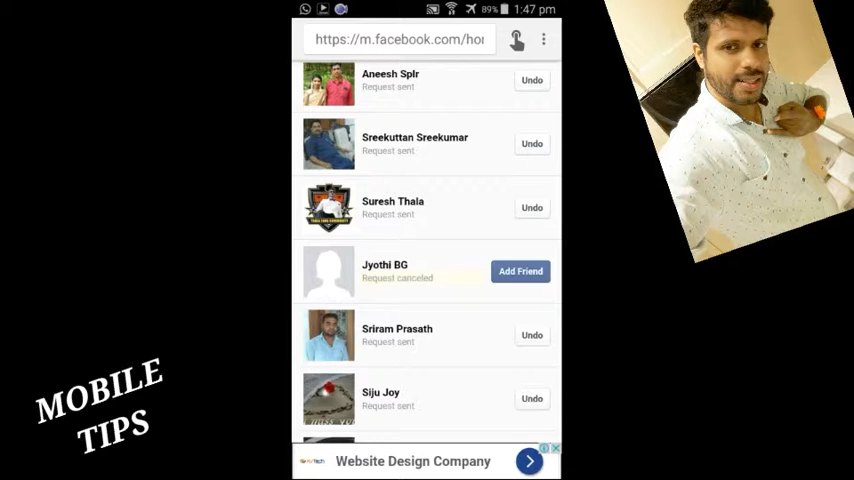 89% 1:47 pm
https://m.facebook.com/hor
Aneesh Splr
Request sent
Undo
Sreekuttan Sreekumar
Request sent
Undo
Suresh Thala
Request sent
Undo
Jyothi BG
Request canceled
Add Friend
Sriram Prasath
Request sent
Undo
Siju Joy
Request sent
Undo
Website Design Company
MOBILE
TIPS